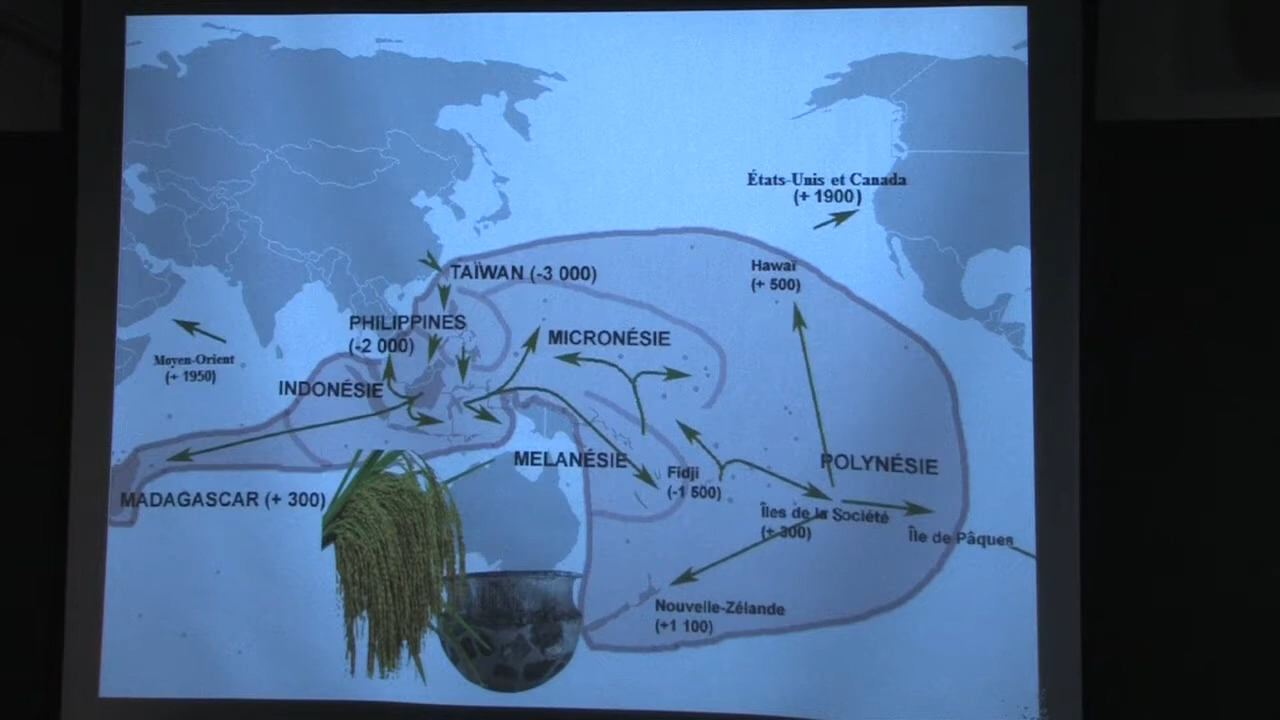 États-Unis et Canada
(+ 1900)
TAÏWAN (-3 000)
Hawaï
(+ 500)
PHILIPPINES
(-2 000)
MICRONÉSIE
Moyen-Orient
(+ 1950)
INDONÉSIE
MELANÉSIE
Fidji
(-1 500)
POLYNÉSIE
MADAGASCAR (+ 300)
Îles de la Société
(+ 300)
Île de Pâques
Nouvelle-Zélande
(+1 100)